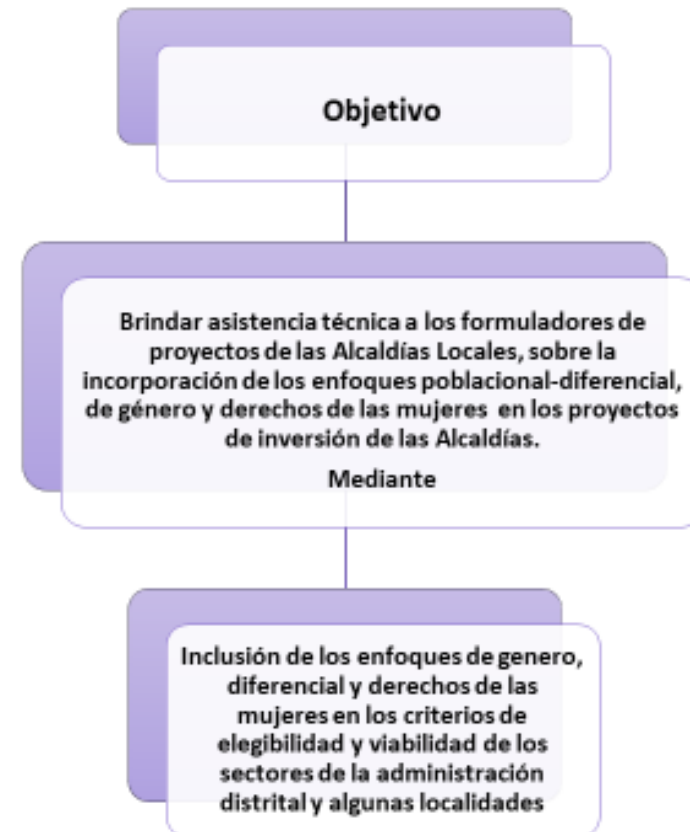 Objetivo
Brindar asistencia técnica a los formuladores de
proyectos de las Alcaldías Locales, sobre la
incorporación de los enfoques poblacional-diferencial,
de género y derechos de las mujeres en los proyectos
de inversión de las Alcaldías.
Mediante
Inclusión de los enfoques de genero,
diferencial y derechos de las
mujeres en los criterios de
elegibilidad y viabilidad de los
sectores de la administración
distrital y algunas localidades